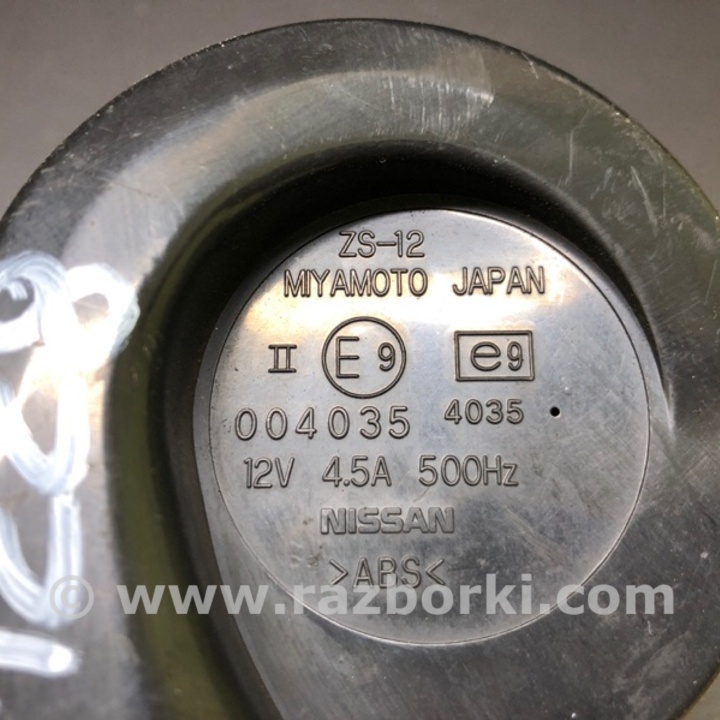 ZS-12
MIYAMOTO JAPAN
II E9 e9
004035 4035
12V 4.5A 500Hz
NISSAN
>ABS<
© www.razborki.com